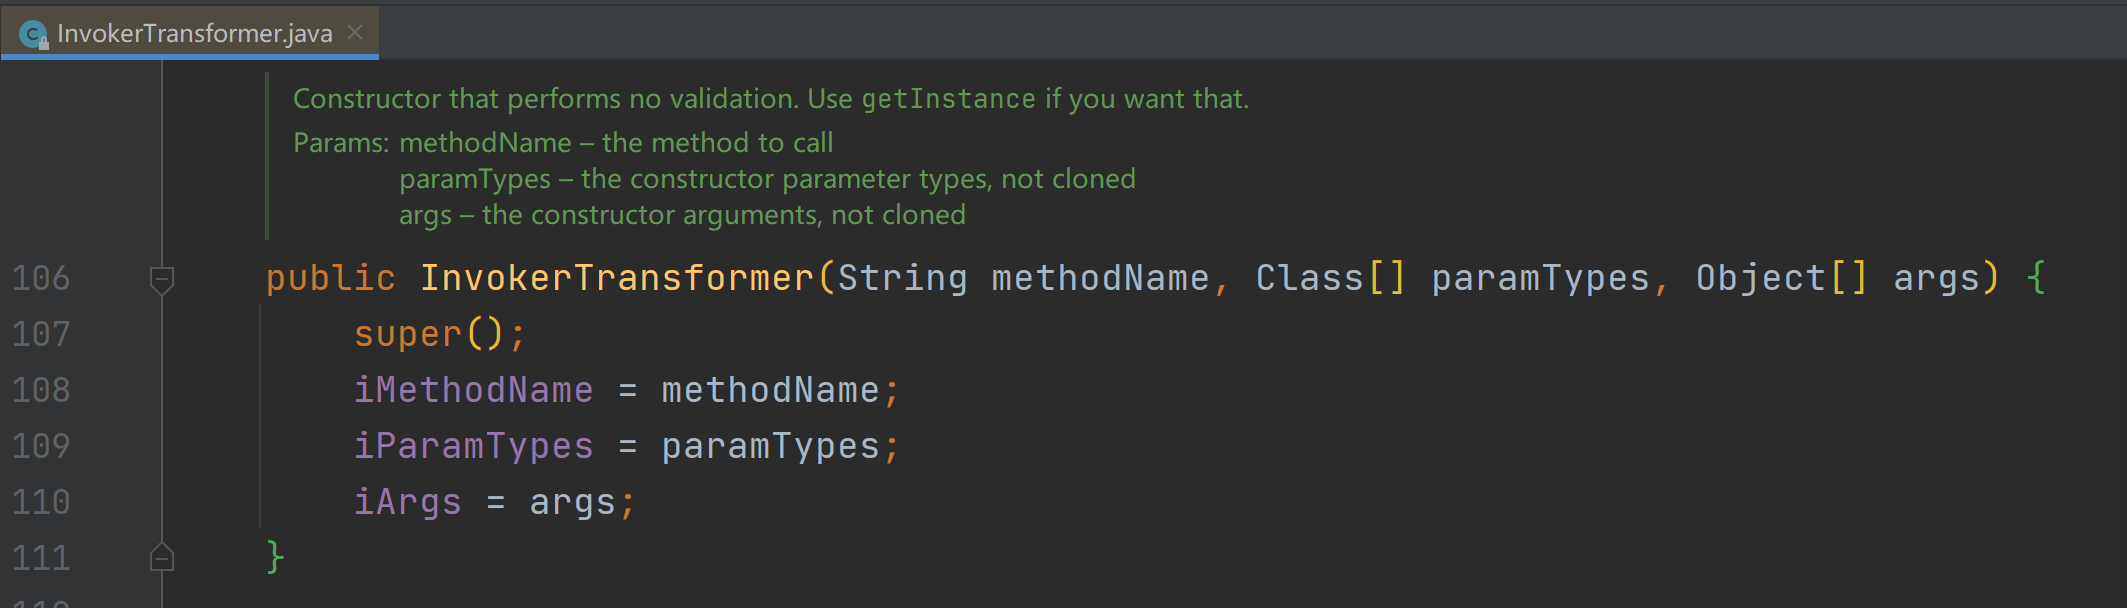 InvokerTransformer.java
Constructor that performs no validation. Use getInstance if you want that.
Params: methodName – the method to call
paramTypes – the constructor parameter types, not cloned
args – the constructor arguments, not cloned
106 public InvokerTransformer(String methodName, Class[] paramTypes, Object[] args) {
107 super();
108 iMethodName = methodName;
109 iParamTypes = paramTypes;
110 iArgs = args;
111 }